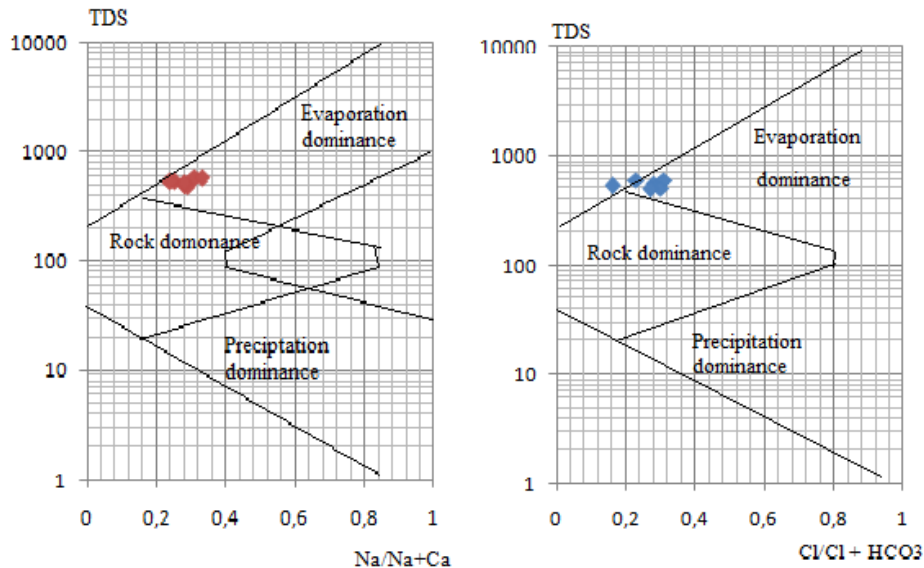 TDS
10000
1000
100
10
1
0
0,2
0,4
0,6
0,8
1
Na/Na+Ca
Evaporation
dominance
Rock domonance
Preciptation
dominance
TDS
10000
1000
100
10
1
0
0,2
0,4
0,6
0,8
1
Cl/Cl + HCO3
Evaporation
dominance
Rock dominance
Precipitation
dominance